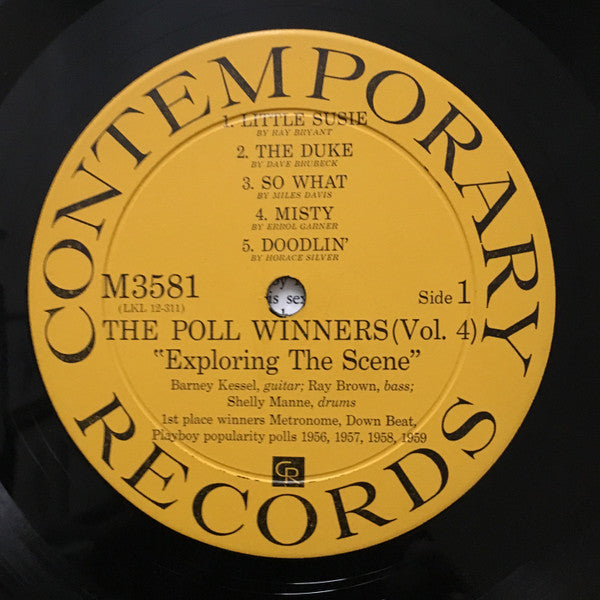 CONTEMPORARY
1. LITTLE SUSIE
BY RAY BRYANT
2. THE DUKE
BY DAVE BRUBECK
3. SO WHAT
BY MILES DAVIS
4. MISTY
BY ERROL GARNER
5. DOODLIN'
BY HORACE SILVER
M3581
(LKL 12-311)
is sex
Side 1
THE POLL WINNERS (Vol. 4)
"Exploring The Scene"
Barney Kessel, guitar; Ray Brown, bass;
Shelly Manne, drums
1st place winners Metronome, Down Beat,
Playboy popularity polls 1956, 1957, 1958, 1959
CR
RECORDS